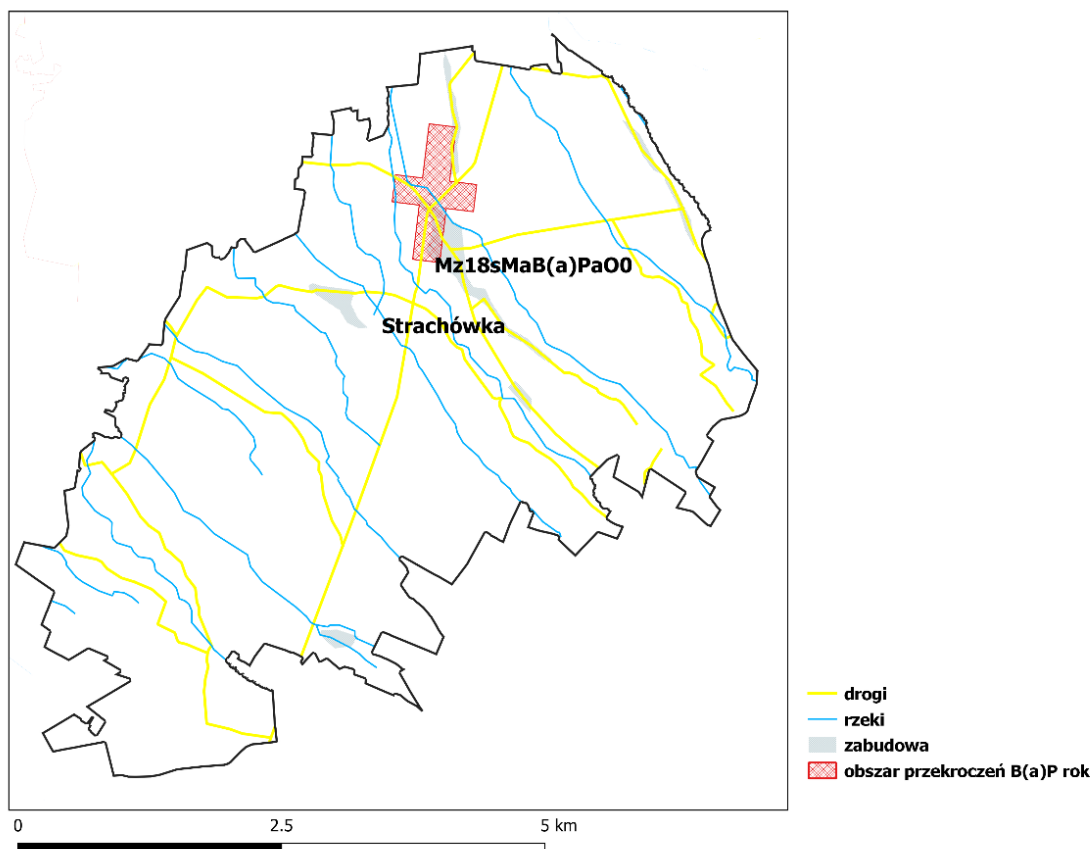 Mz18sMaB(a)PaO0
Strachówka
drogi
rzeki
zabudowa
obszar przekroczeń B(a)P rok
0 2.5 5 km